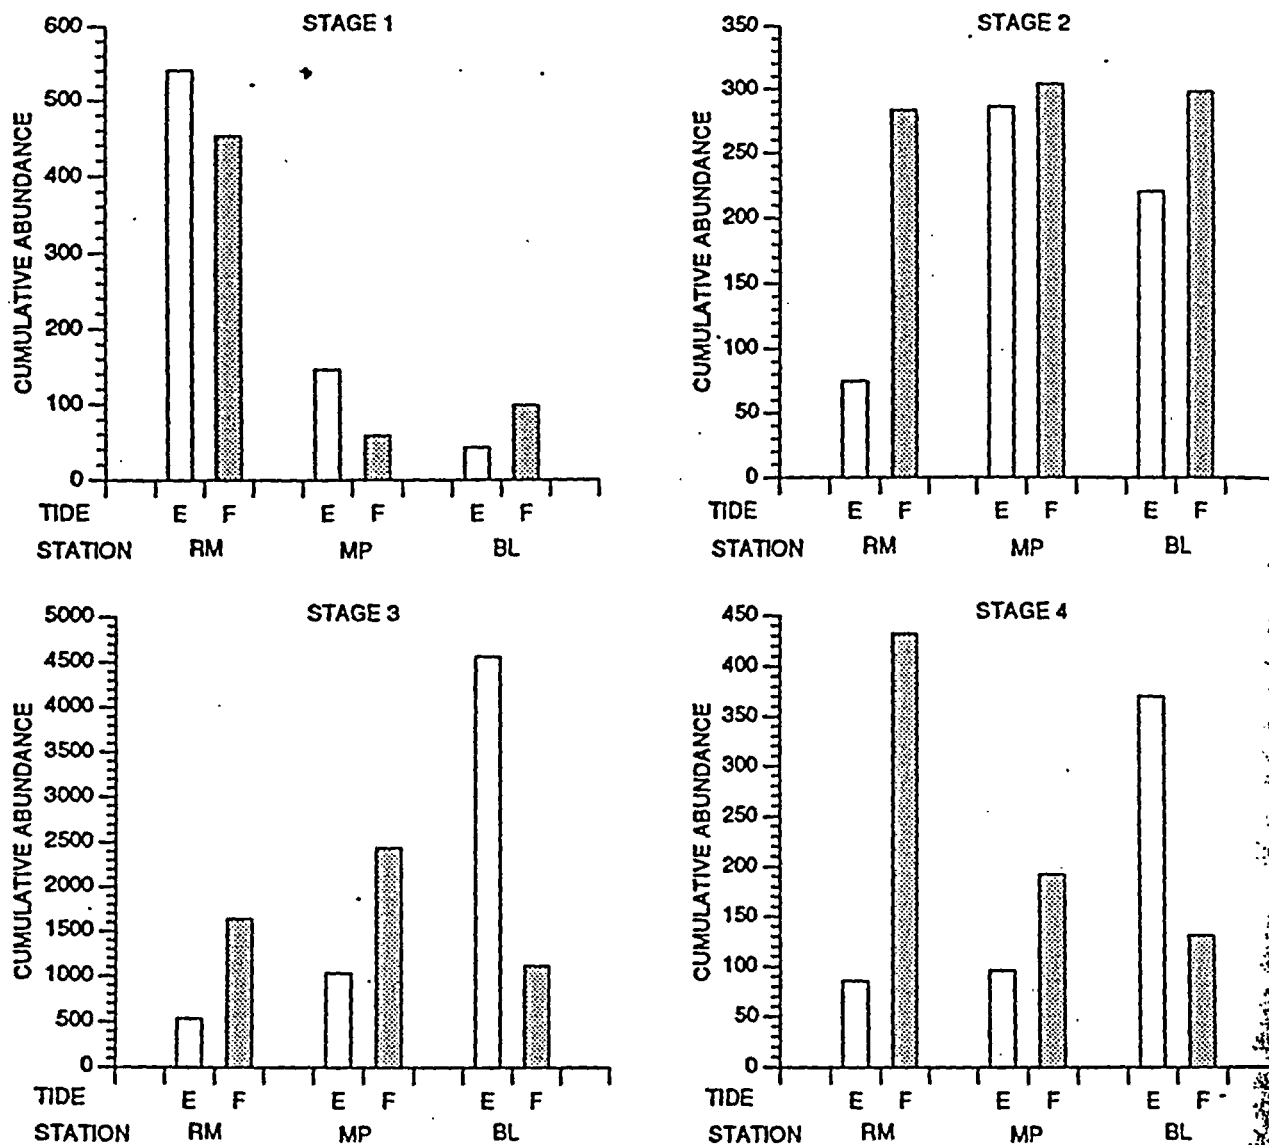 STAGE 1
CUMULATIVE ABUNDANCE
600
500
400
300
200
100
0
TIDE E F E F E F
STATION RM MP BL
STAGE 2
CUMULATIVE ABUNDANCE
350
300
250
200
150
100
50
0
TIDE E F E F E F
STATION RM MP BL
STAGE 3
CUMULATIVE ABUNDANCE
5000
4500
4000
3500
3000
2500
2000
1500
1000
500
0
TIDE E F E F E F
STATION RM MP BL
STAGE 4
CUMULATIVE ABUNDANCE
450
400
350
300
250
200
150
100
50
0
TIDE E F E F E F
STATION RM MP BL